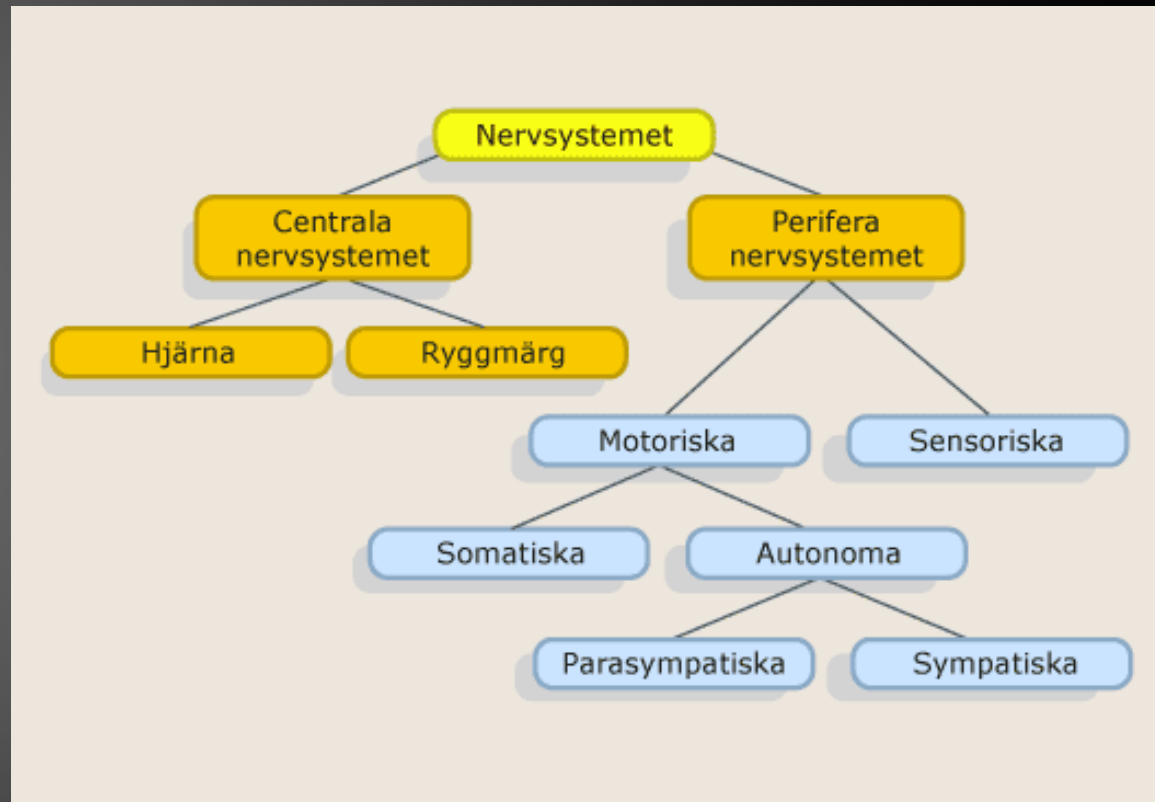 Nervsystemet
Centrala
nervsystemet
Perifera
nervsystemet
Hjärna
Ryggmärg
Motoriska
Sensoriska
Somatiska
Autonoma
Parasympatiska
Sympatiska